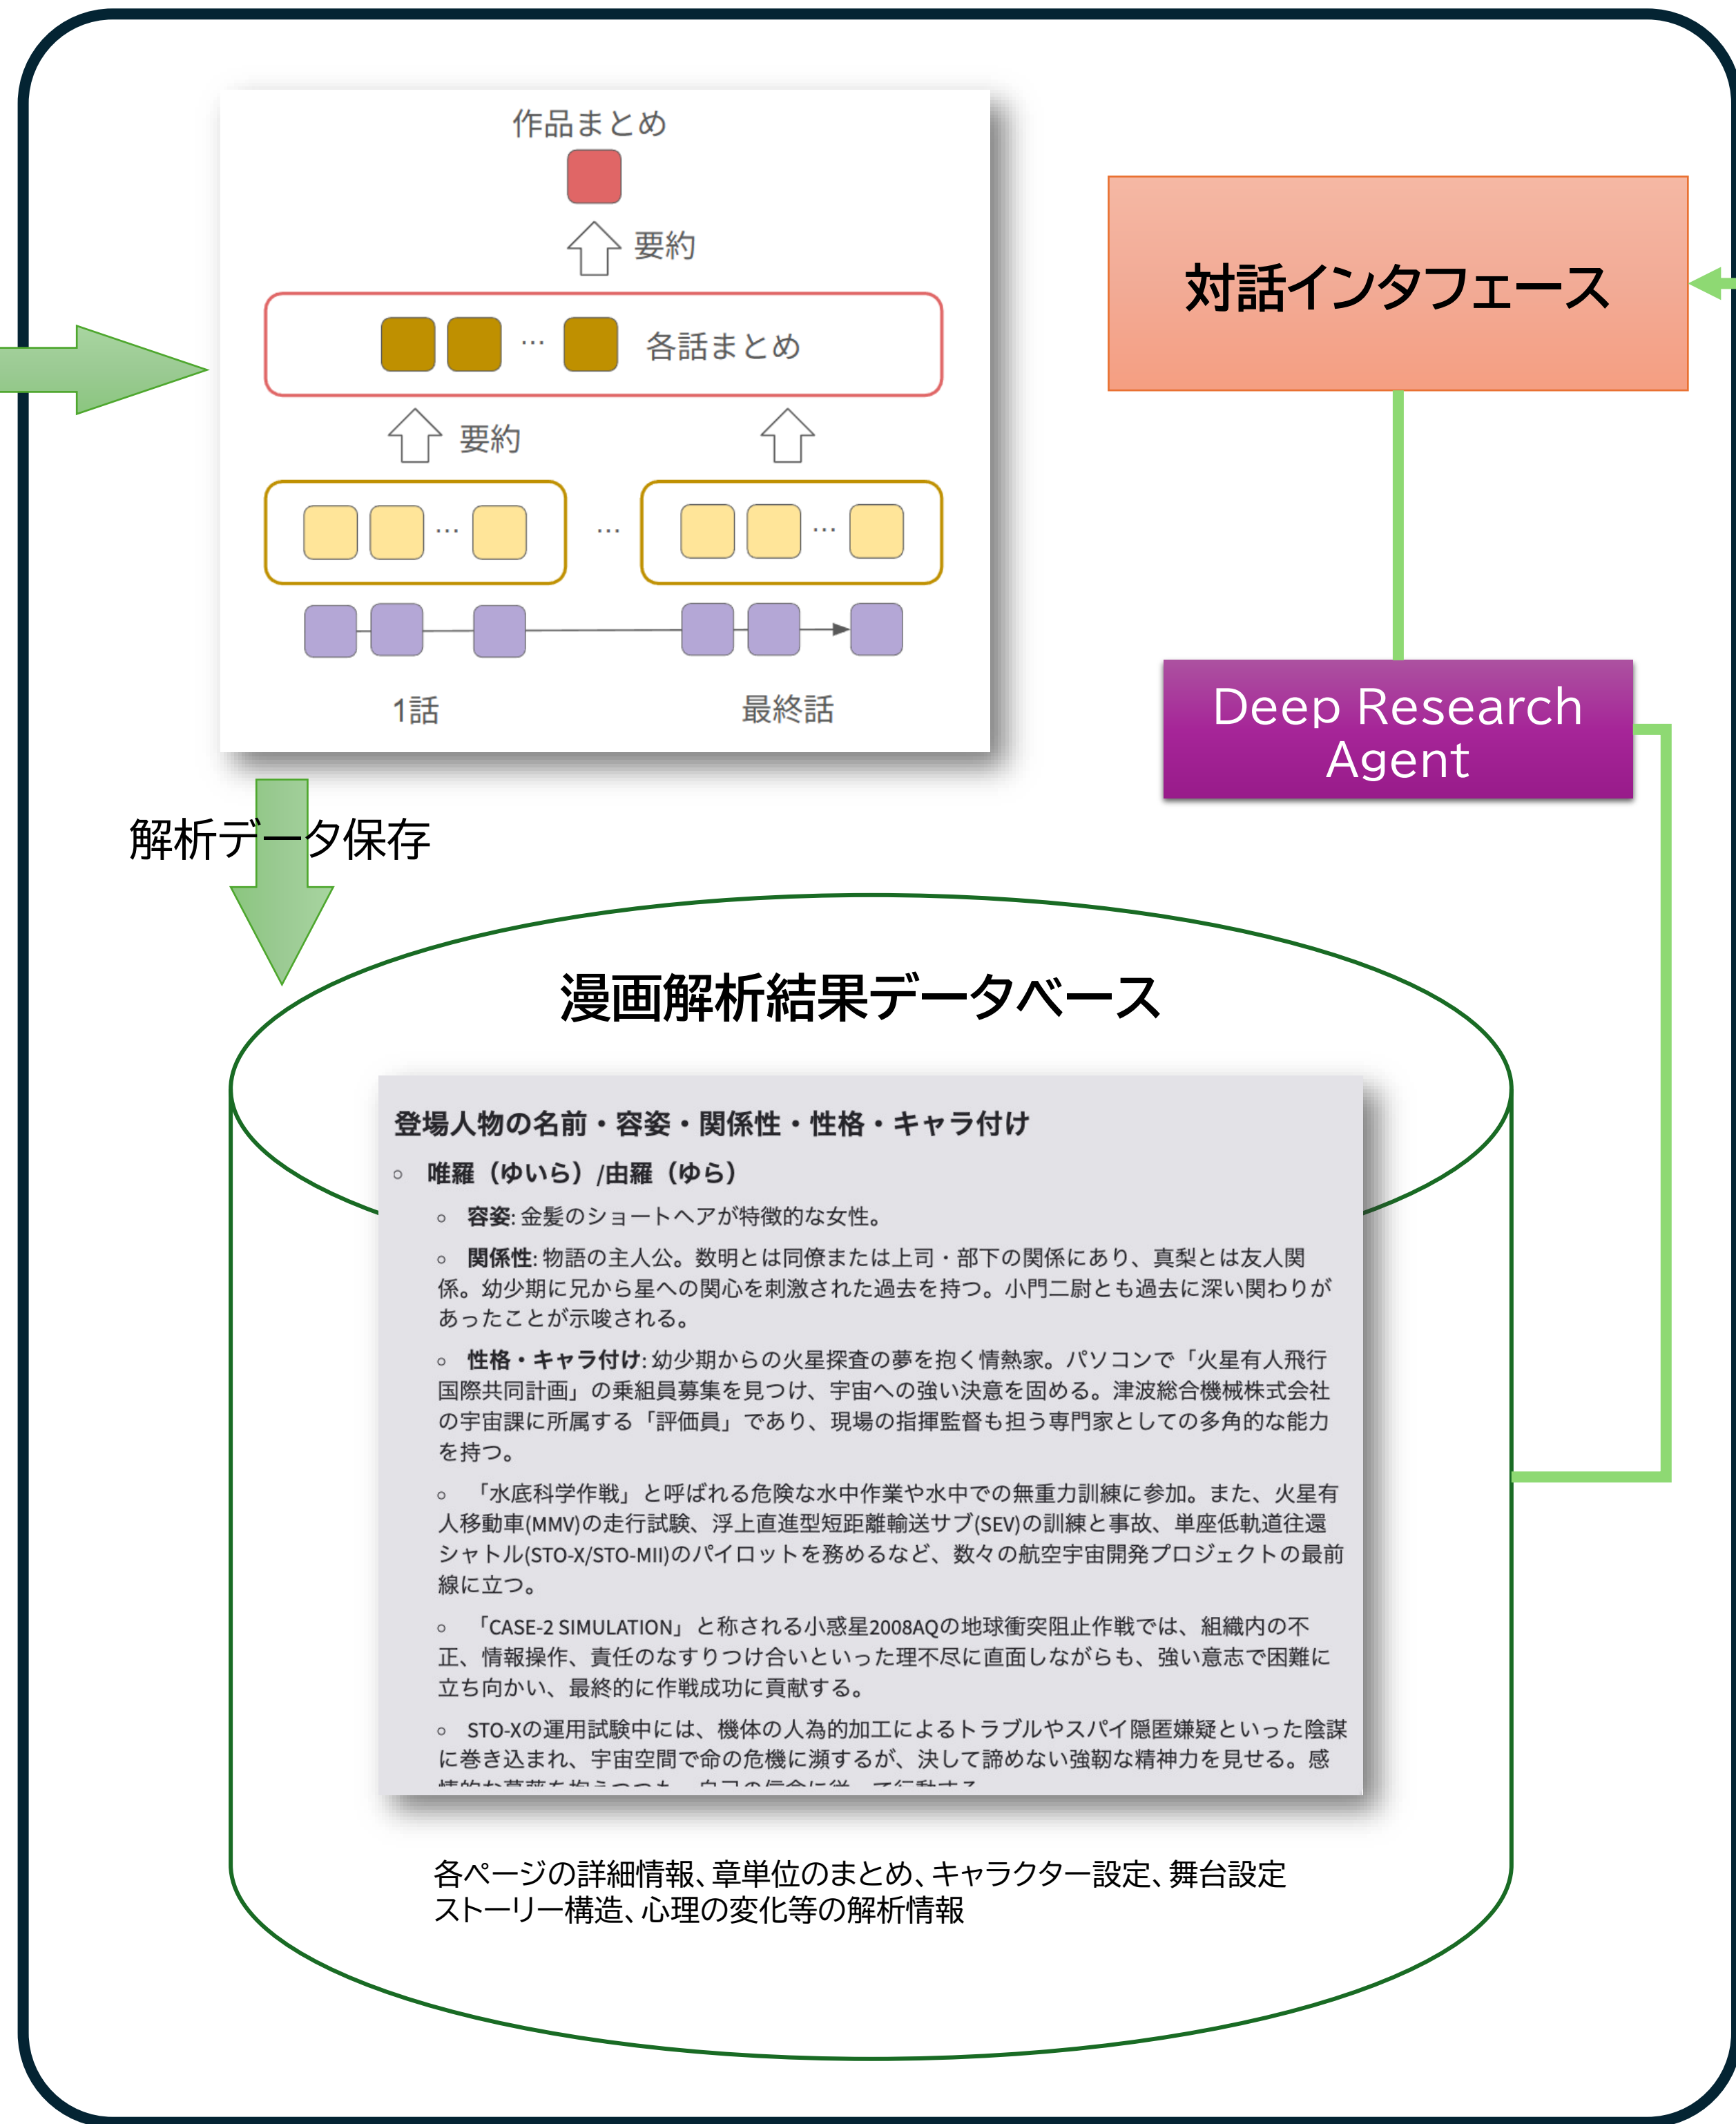 作品まとめ
要約
… 各話まとめ
要約
… … …
1話
最終話
対話インタフェース
Deep Research
Agent
解析データ保存
漫画解析結果データベース
登場人物の名前・容姿・関係性・性格・キャラ付け
唯羅（ゆいら）/由羅（ゆら）
容姿: 金髪のショートヘアが特徴的な女性。
関係性: 物語の主人公。数明とは同僚または上司・部下の関係にあり、真梨とは友人関
係。幼少期に兄から星への関心を刺激された過去を持つ。小門二尉とも過去に深い関わりが
あったことが示唆される。
性格・キャラ付け: 幼少期からの火星探査の夢を抱く情熱家。パソコンで「火星有人飛行
国際共同計画」の乗組員募集を見つけ、宇宙への強い決意を固める。津波総合機械株式会社
の宇宙課に所属する「評価員」であり、現場の指揮監督も担う専門家としての多角的な能力
を持つ。
「水底科学作戦」と呼ばれる危険な水中作業や水中での無重力訓練に参加。また、火星有
人移動車(MMV)の走行試験、浮上直進型短距離輸送サブ(SEV)の訓練と事故、単座低軌道往還
シャトル(STO-X/STO-MII)のパイロットを務めるなど、数々の航空宇宙開発プロジェクトの最前
線に立つ。
「CASE-2 SIMULATION」と称される小惑星2008AQの地球衝突阻止作戦では、組織内の不
正、情報操作、責任のなすりつけ合いといった理不尽に直面しながらも、強い意志で困難に
立ち向かい、最終的に作戦成功に貢献する。
STO-Xの運用試験中には、機体の人為的加工によるトラブルやスパイ隠匿嫌疑といった陰謀
に巻き込まれ、宇宙空間で命の危機に瀕するが、決して諦めない強靭な精神力を見せる。感
各ページの詳細情報、章単位のまとめ、キャラクター設定、舞台設定
ストーリー構造、心理の変化等の解析情報